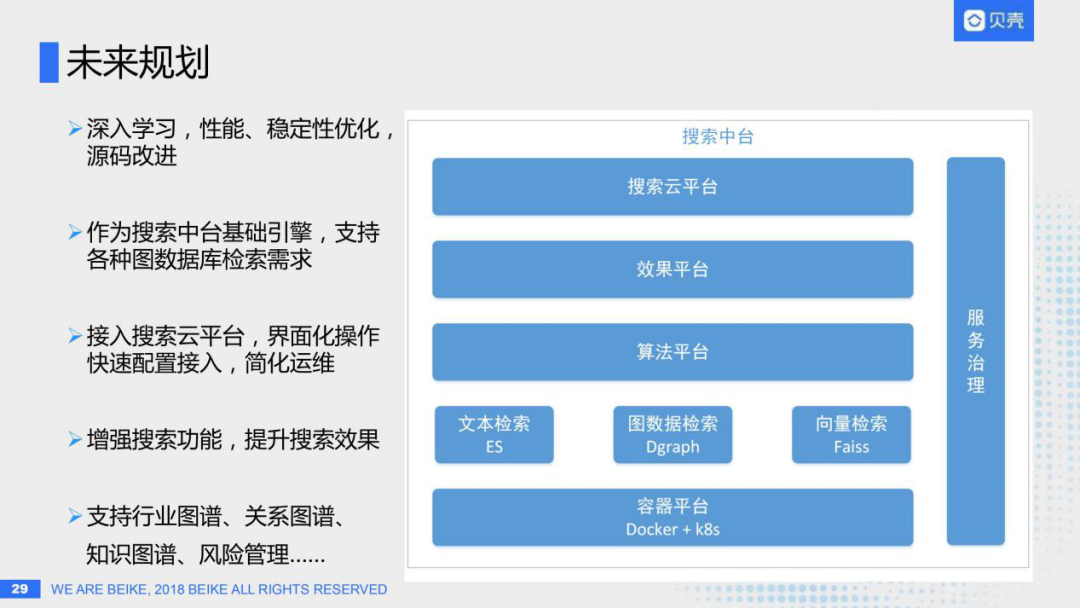 贝壳
未来规划
➢深入学习，性能、稳定性优化，
源码改进
➢作为搜索中台基础引擎，支持
各种图数据库检索需求
➢接入搜索云平台，界面化操作
快速配置接入，简化运维
➢增强搜索功能，提升搜索效果
➢支持行业图谱、关系图谱、
知识图谱、风险管理......
搜索中台
搜索云平台
效果平台
算法平台
文本检索
ES
图数据检索
Dgraph
向量检索
Faiss
容器平台
Docker + k8s
服
务
治
理
29
WE ARE BEIKE, 2018 BEIKE ALL RIGHTS RESERVED